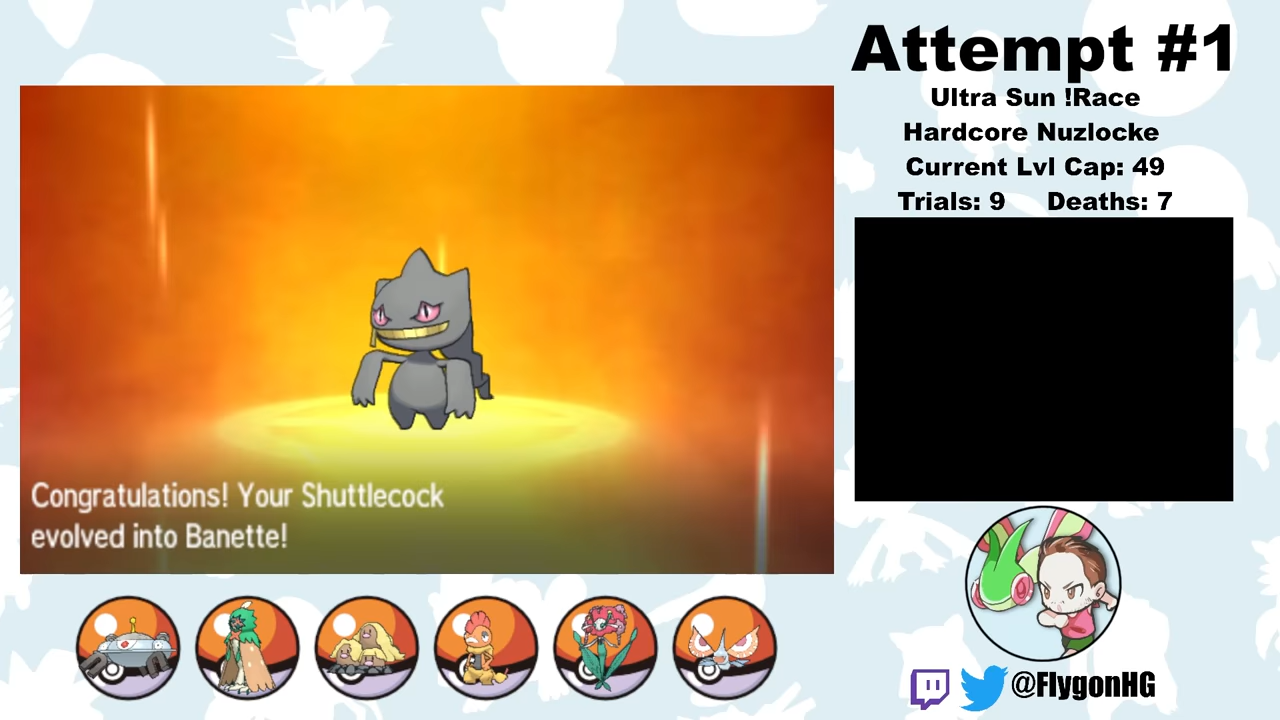 Attempt #1
Ultra Sun !Race
Hardcore Nuzlocke
Current Lvl Cap: 49
Trials: 9 Deaths: 7
Congratulations! Your Shuttlecock
evolved into Banette!
@FlygonHG